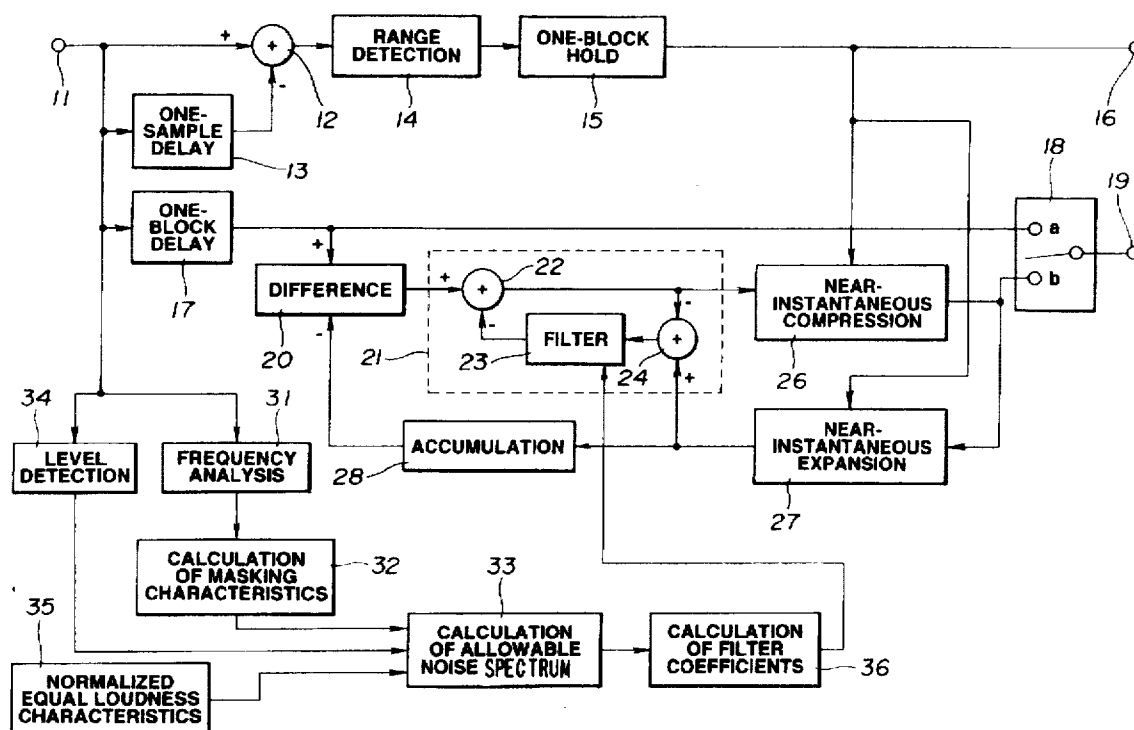 +
+
RANGE
DETECTION
ONE-BLOCK
HOLD
11
-
12
14
15
16
ONE-
SAMPLE
DELAY
13
18
19
ONE-
BLOCK
DELAY
17
+
a
b
DIFFERENCE
-
20
+
+
22
-
FILTER
23
21
-
+
24
+
NEAR-
INSTANTANEOUS
COMPRESSION
26
34
31
LEVEL
DETECTION
FREQUENCY
ANALYSIS
ACCUMULATION
28
NEAR-
INSTANTANEOUS
EXPANSION
27
CALCULATION
OF MASKING
CHARACTERISTICS
32
33
35
CALCULATION
OF ALLOWABLE
NOISE SPECTRUM
CALCULATION
OF FILTER
COEFFICIENTS
36
NORMALIZED
EQUAL LOUDNESS
CHARACTERISTICS